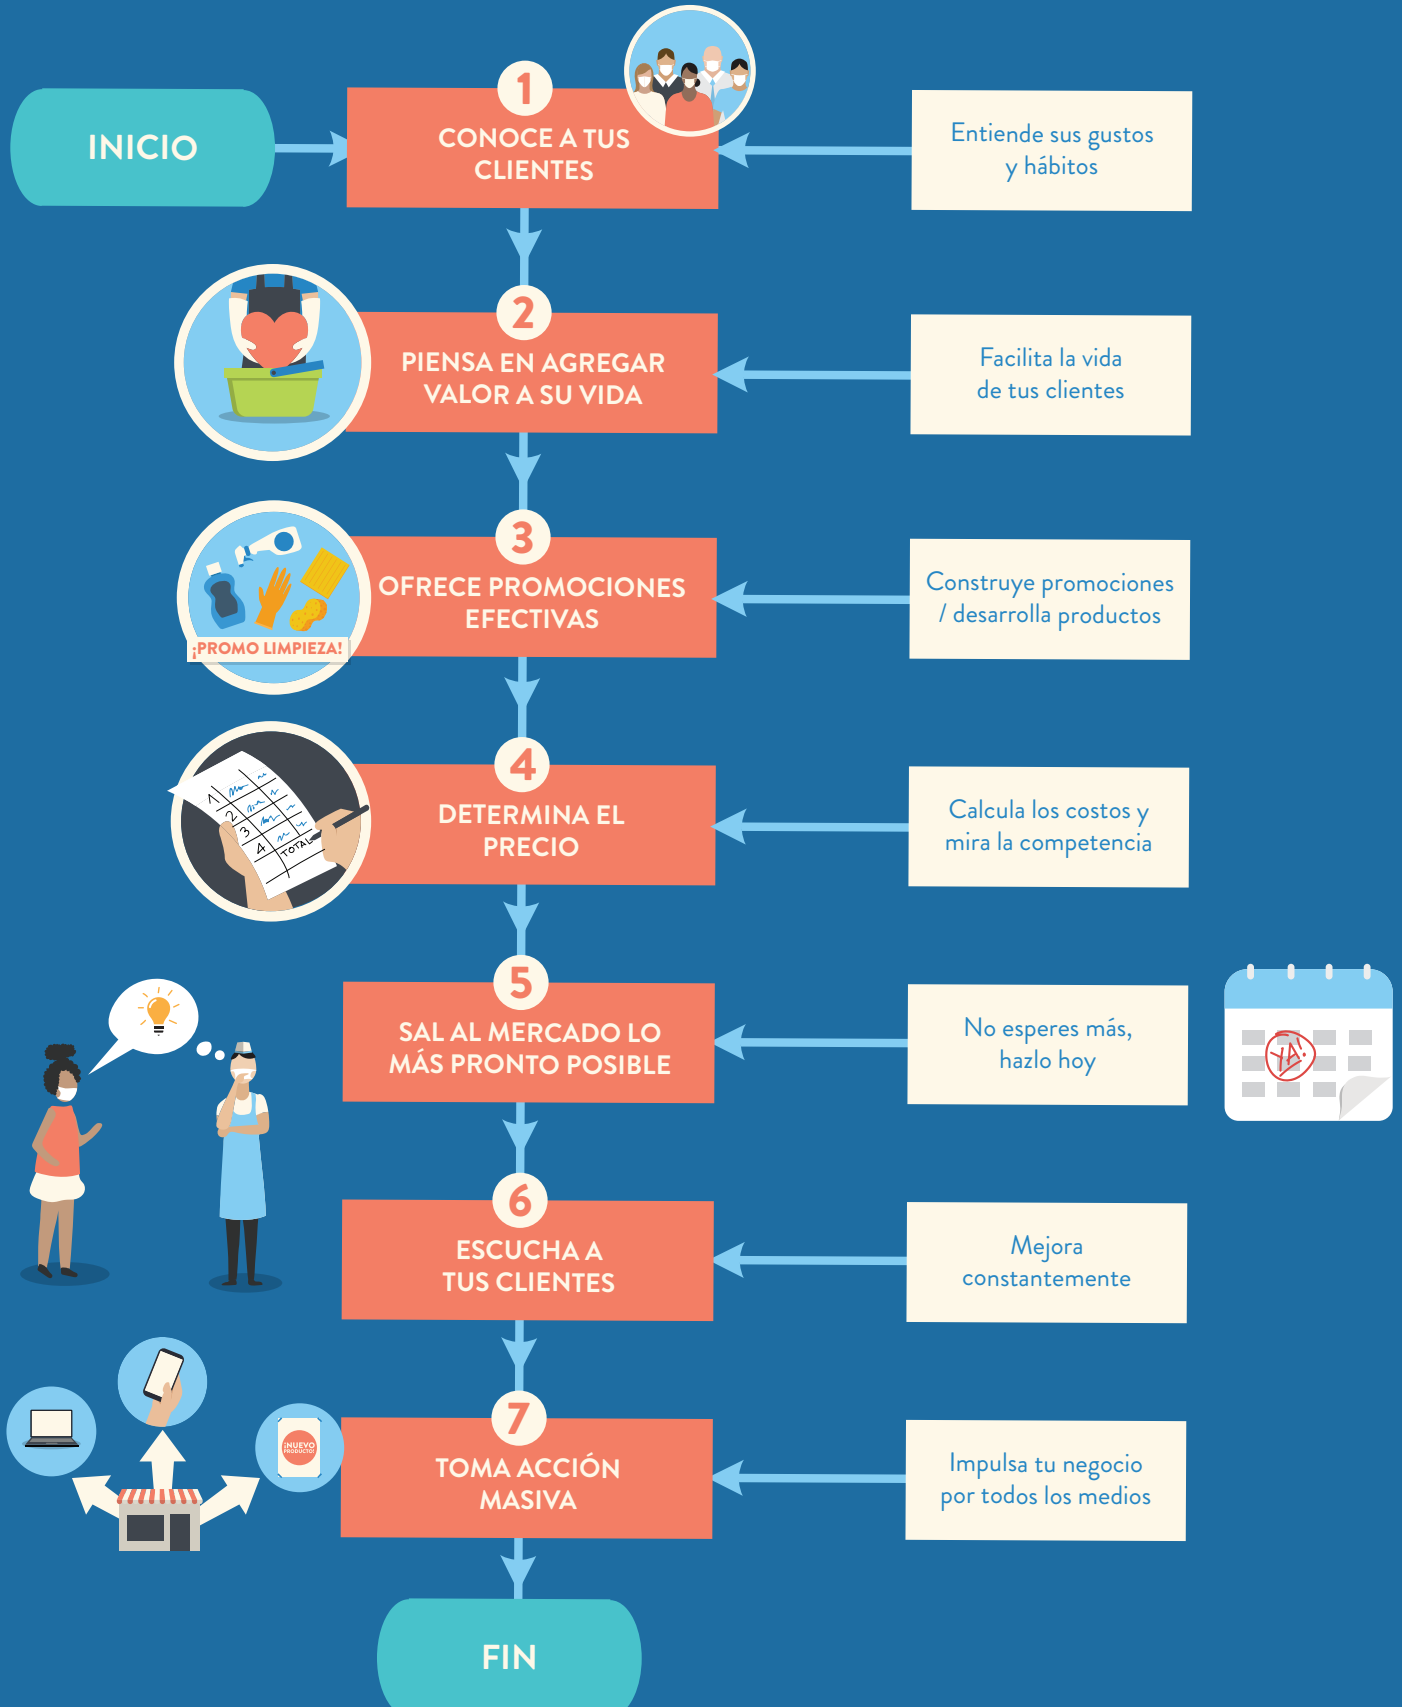 INICIO
1
CONOCE A TUS
CLIENTES
Entiende sus gustos
y hábitos
2
PIENSA EN AGREGAR
VALOR A SU VIDA
Facilita la vida
de tus clientes
3
OFRECE PROMOCIONES
EFECTIVAS
¡PROMO LIMPIEZA!
Construye promociones
/ desarrolla productos
4
DETERMINA EL
PRECIO
1
2
3
4
TOTAL
Calcula los costos y
mira la competencia
5
SAL AL MERCADO LO
MÁS PRONTO POSIBLE
No esperes más,
hazlo hoy
YA!
6
ESCUCHA A
TUS CLIENTES
Mejora
constantemente
7
TOMA ACCIÓN
MASIVA
¡NUEVO
PRODUCTO!
Impulsa tu negocio
por todos los medios
FIN